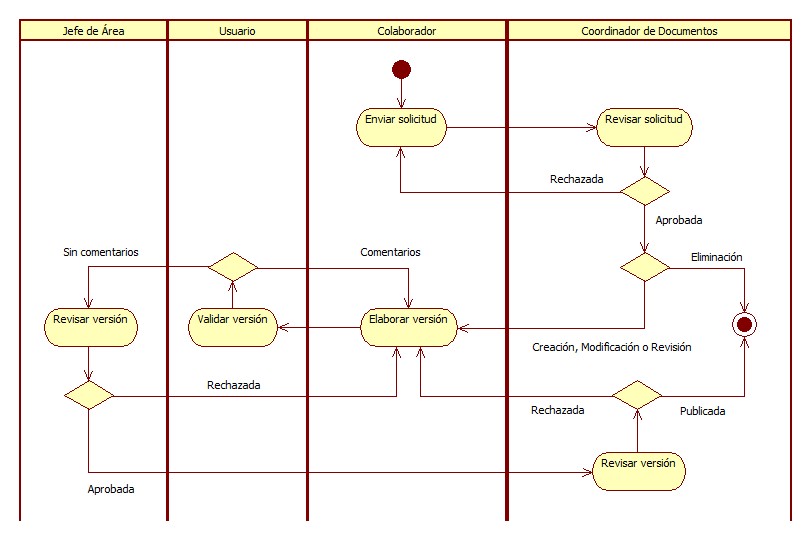 Jefe de Área
Usuario
Colaborador
Coordinador de Documentos
Enviar solicitud
Revisar solicitud
Rechazada
Aprobada
Sin comentarios
Comentarios
Eliminación
Revisar versión
Validar versión
Elaborar versión
Creación, Modificación o Revisión
Rechazada
Rechazada
Publicada
Revisar versión
Aprobada